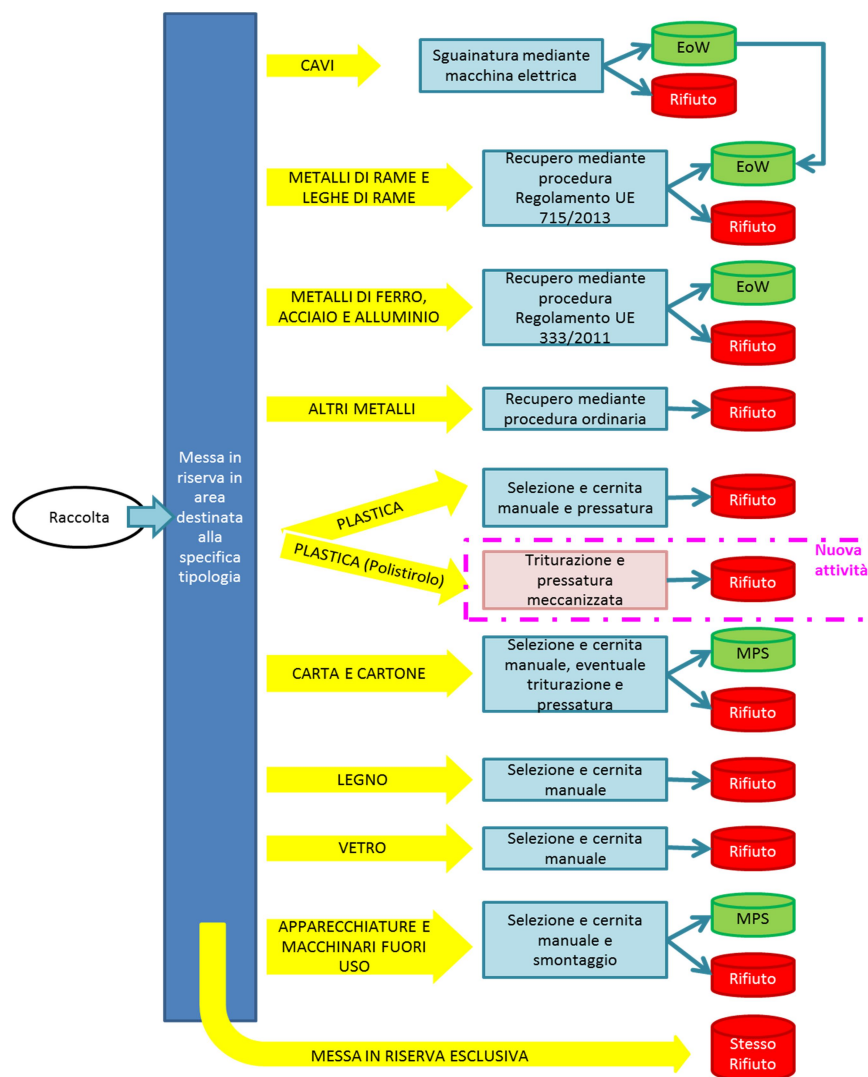 Raccolta
Messa in
riserva in
area
destinata
alla
specifica
tipologia
CAVI
Sguainatura mediante
macchina elettrica
EoW
Rifiuto
METALLI DI RAME E
LEGHE DI RAME
Recupero mediante
procedura
Regolamento UE
715/2013
EoW
Rifiuto
METALLI DI FERRO,
ACCIAIO E ALLUMINIO
Recupero mediante
procedura
Regolamento UE
333/2011
EoW
Rifiuto
ALTRI METALLI
Recupero mediante
procedura ordinaria
Rifiuto
PLASTICA
Selezione e cernita
manuale e pressatura
Rifiuto
PLASTICA (Polistirolo)
Triturazione e
pressatura
meccanizzata
Rifiuto
Nuova
attività
CARTA E CARTONE
Selezione e cernita
manuale, eventuale
triturazione e
pressatura
MPS
Rifiuto
LEGNO
Selezione e cernita
manuale
Rifiuto
VETRO
Selezione e cernita
manuale
Rifiuto
APPARECCHIATURE E
MACCHINARI FUORI
USO
Selezione e cernita
manuale e
smontaggio
MPS
Rifiuto
MESSA IN RISERVA ESCLUSIVA
Stesso
Rifiuto